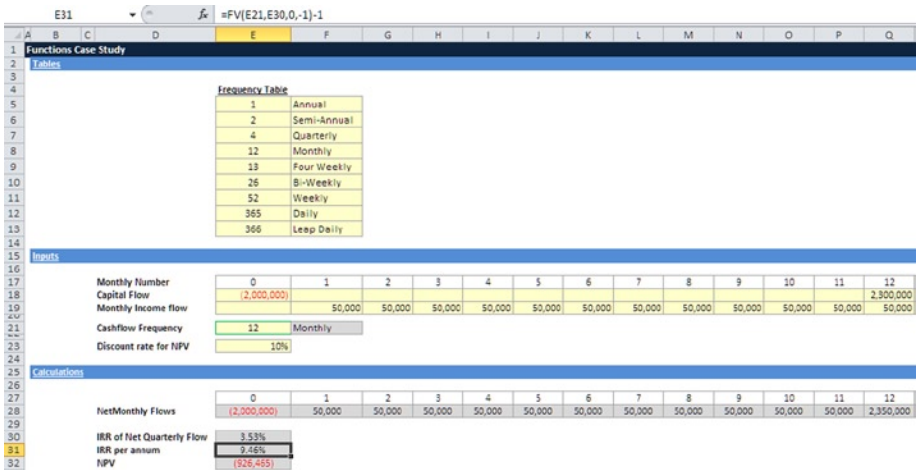 E31 fx =FV(E21,E30,0,-1)-1
A B C D E F G H I J K L M N O P Q
1 Functions Case Study
2 Tables
3
4 Frequency Table
5 1 Annual
6 2 Semi-Annual
7 4 Quarterly
8 12 Monthly
9 13 Four Weekly
10 26 Bi-Weekly
11 52 Weekly
12 365 Daily
13 366 Leap Daily
14
15 Inputs
16
17 Monthly Number 0 1 2 3 4 5 6 7 8 9 10 11 12
18 Capital Flow (2,000,000) 2,300,000
19 Monthly Income flow 50,000 50,000 50,000 50,000 50,000 50,000 50,000 50,000 50,000 50,000 50,000 50,000
21 Cashflow Frequency 12 Monthly
23 Discount rate for NPV 10%
24
25 Calculations
26
27 0 1 2 3 4 5 6 7 8 9 10 11 12
28 NetMonthly Flows (2,000,000) 50,000 50,000 50,000 50,000 50,000 50,000 50,000 50,000 50,000 50,000 50,000 2,350,000
29
30 IRR of Net Quarterly Flow 3.53%
31 IRR per annum 9.46%
32 NPV (926,465)